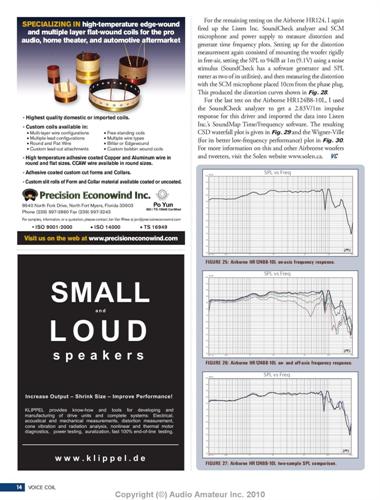 SPECIALIZING IN high-temperature edge-wound
and multiple layer flat-wound coils for the pro
audio, home theater, and automotive aftermarket
• Highest quality domestic or imported coils.
• Custom coils available in:
• Multi-layer wire configurations
• Multiple lead configurations
• Round and Flat Wire
• Custom lead-out attachments
• Free standing coils
• Multiple wire types
• Bifilar or Edgewound
• Custom bobbin wound coils
• High temperature adhesive coated Copper and Aluminum wire in
round and flat sizes. CCAW wire available in round sizes.
• Adhesive coated custom cut forms and Collars.
• Custom slit rolls of Form and Collar material available coated or uncoated.
Precision Econowind Inc.
8940 North Fork Drive, North Fort Myers, Florida 33903
Phone (239) 997-3860 Fax (239) 997-3243
Po Yun
For samples, information, or a question, please contact Jon Van Rhee at jon@precisioneconowind.com
• ISO 9001:2000 • ISO 14000 • TS 16949
Visit us on the web at www.precisioneconowind.com
SMALL
and
LOUD
speakers
Increase Output – Shrink Size – Improve Performance!
KLIPPEL provides know-how and tools for developing and
manufacturing of drive units and complete systems: Electrical,
acoustical and mechanical measurements, distortion measurement,
cone vibration and radiation analysis, nonlinear and thermal motor
diagnostics, power testing, auralization, fast 100% end-of-line testing.
www.klippel.de
For the remaining testing on the Airborne HR124, I again
fired up the Listen Inc. SoundCheck analyzer and SCM
microphone and power supply to measure distortion and
generate time frequency plots. Setting up for the distortion
measurement again consisted of mounting the woofer rigidly
in free-air, setting the SPL to 94dB at 1m (9.1V) using a noise
stimulus (SoundCheck has a software generator and SPL
meter as two of its utilities), and then measuring the distortion
with the SCM microphone placed 10cm from the phase plug.
This produced the distortion curves shown in Fig. 28.
For the last test on the Airborne HR124BB-10L, I used
the SoundCheck analyzer to get a 2.83V/1m impulse
response for this driver and imported the data into Listen
Inc.'s SoundMap Time/Frequency software. The resulting
CSD waterfall plot is given in Fig. 29 and the Wigner-Ville
(for its better low-frequency performance) plot in Fig. 30.
For more information on this and other Airborne woofers
and tweeters, visit the Solen website www.solen.ca. VC
SPL vs Freq
FIGURE 25: Airborne HR124BB-10L on-axis frequency response.
SPL vs Freq
FIGURE 26: Airborne HR124BB-10L on- and off-axis frequency response.
SPL vs Freq
FIGURE 27: Airborne HR124BB-10L two-sample SPL comparison.
14 VOICE COIL
Copyright (©) Audio Amateur Inc. 2010